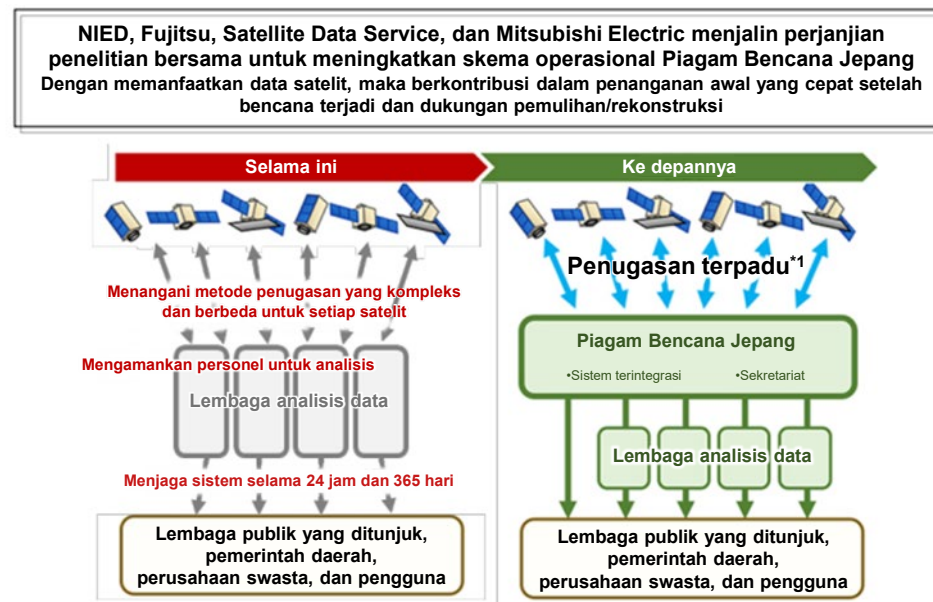 NIED, Fujitsu, Satellite Data Service, dan Mitsubishi Electric menjalin perjanjian
penelitian bersama untuk meningkatkan skema operasional Piagam Bencana Jepang
Dengan memanfaatkan data satelit, maka berkontribusi dalam penanganan awal yang cepat setelah
bencana terjadi dan dukungan pemulihan/rekonstruksi
Selama ini
Menangani metode penugasan yang kompleks
dan berbeda untuk setiap satelit
Mengamankan personel untuk analisis
Lembaga analisis data
Menjaga sistem selama 24 jam dan 365 hari
Lembaga publik yang ditunjuk,
pemerintah daerah,
perusahaan swasta, dan pengguna
Ke depannya
Penugasan terpadu*1
Piagam Bencana Jepang
•Sistem terintegrasi
•Sekretariat
Lembaga analisis data
Lembaga publik yang ditunjuk,
pemerintah daerah,
perusahaan swasta, dan pengguna